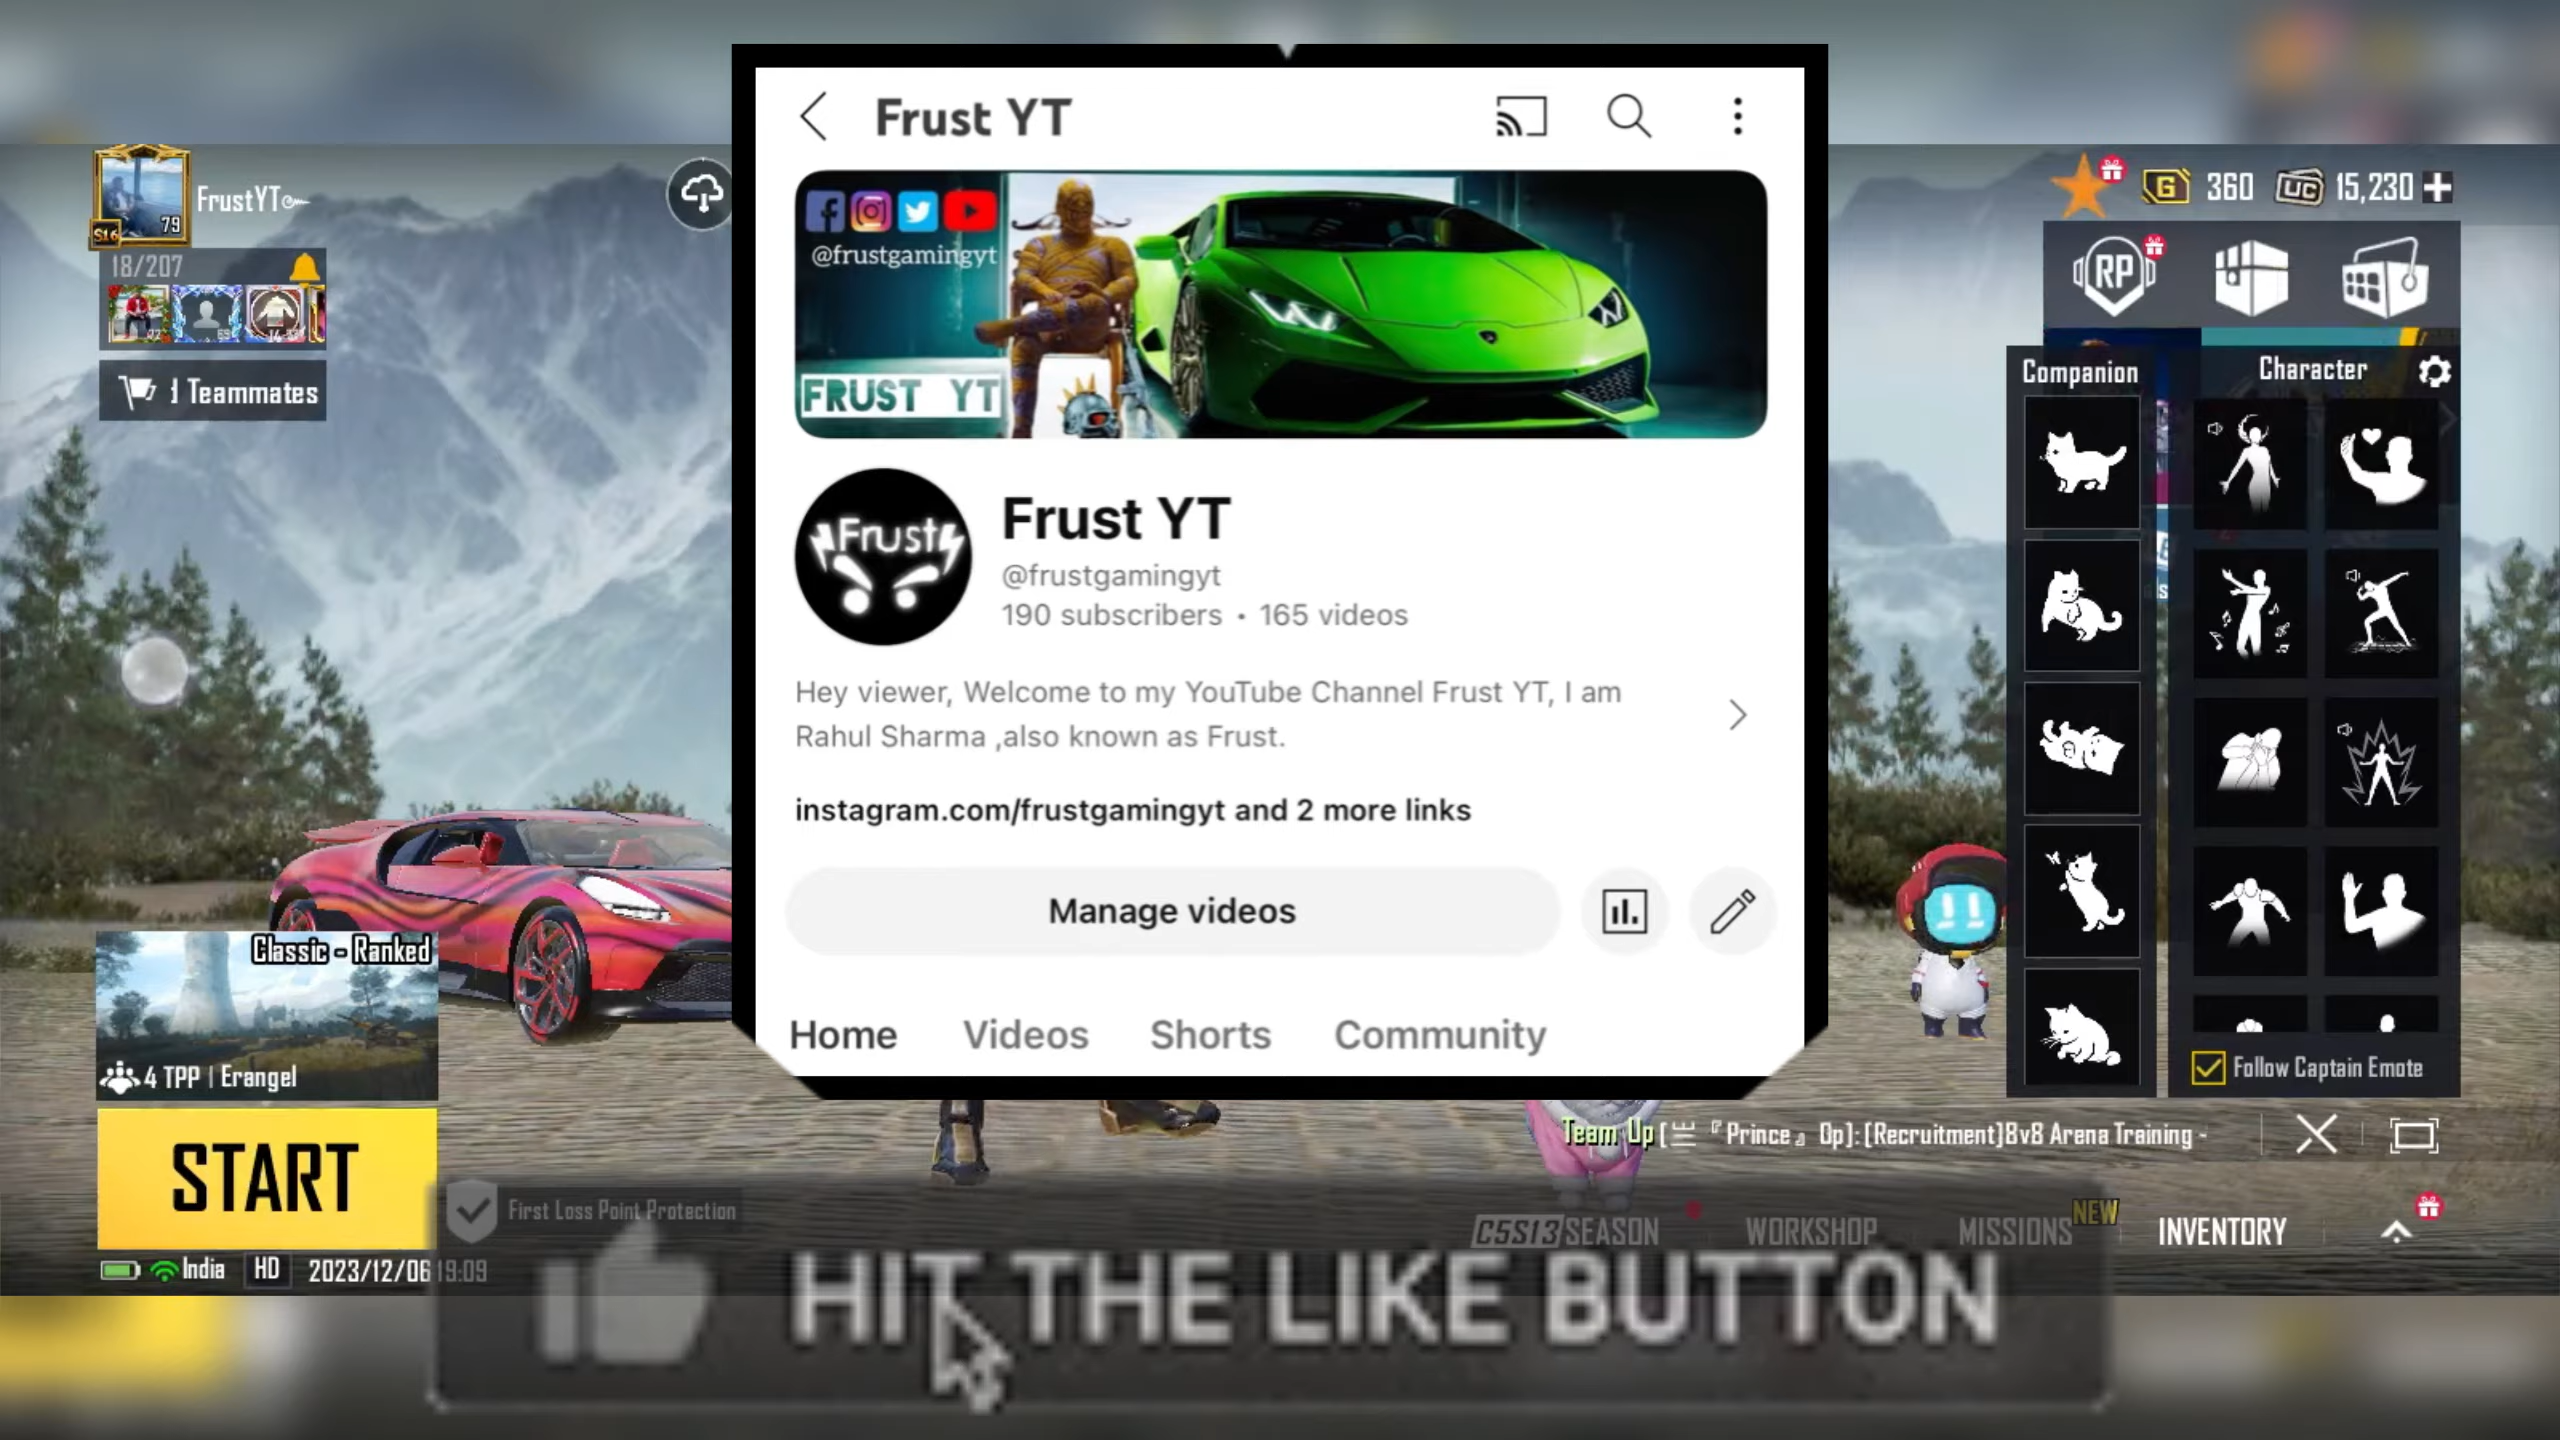 Frust YT
@frustgamingyt
FRUST YT
Frust
Frust YT
@frustgamingyt
190 subscribers • 165 videos
Hey viewer, Welcome to my YouTube Channel Frust YT, I am
Rahul Sharma ,also known as Frust.
instagram.com/frustgamingyt and 2 more links
Manage videos
Home Videos Shorts Community
FrustYT
79
S16
18/207
Teammates
Classic - Ranked
4 TPP | Erangel
START
First Loss Point Protection
India HD 2023/12/06 19:09
G 360 UC 15,230
RP
Companion Character
Follow Captain Emote
Team Up [ 『Prince』 Op]:[Recruitment]8v8 Arena Training -
C5S13 SEASON WORKSHOP MISSIONS NEW INVENTORY
HIT THE LIKE BUTTON